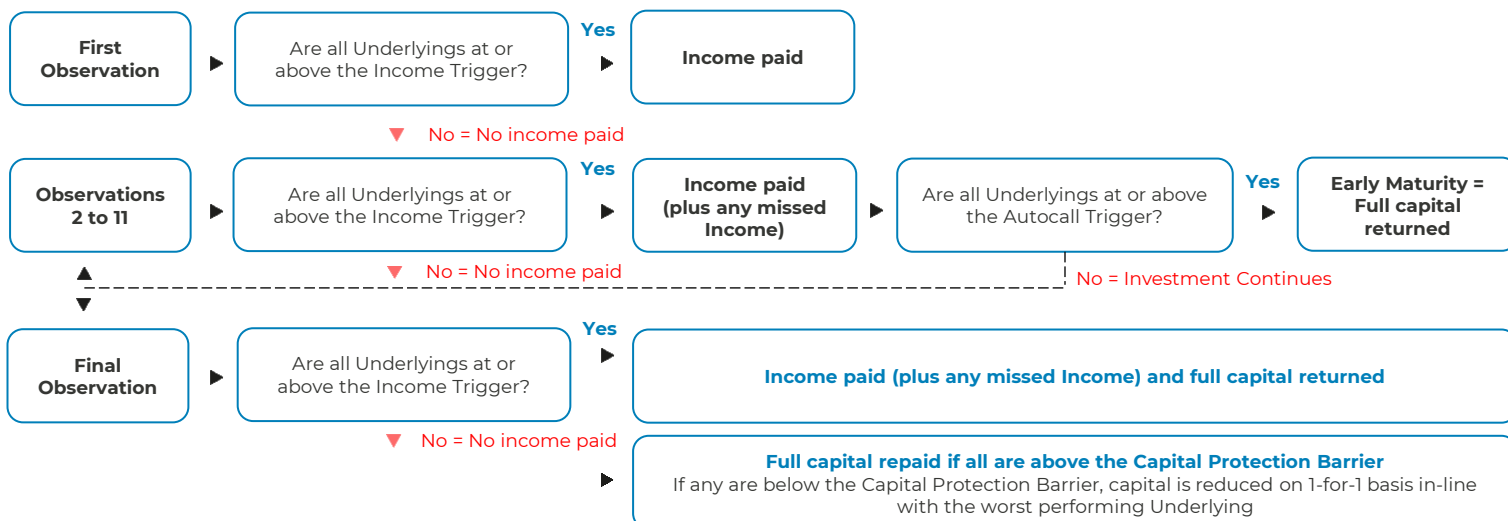 First
Observation
Are all Underlyings at or
above the Income Trigger?
Yes
Income paid
No = No income paid
Observations
2 to 11
Are all Underlyings at or
above the Income Trigger?
Yes
Income paid
(plus any missed
Income)
Are all Underlyings at or above
the Autocall Trigger?
Yes
Early Maturity =
Full capital
returned
No = No income paid
No = Investment Continues
Final
Observation
Are all Underlyings at or
above the Income Trigger?
Yes
Income paid (plus any missed Income) and full capital returned
No = No income paid
Full capital repaid if all are above the Capital Protection Barrier
If any are below the Capital Protection Barrier, capital is reduced on 1-for-1 basis in-line
with the worst performing Underlying